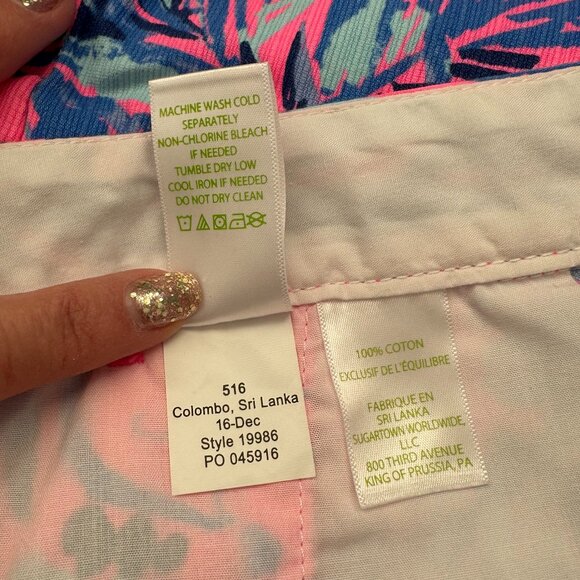 MACHINE WASH COLD
SEPARATELY
NON-CHLORINE BLEACH
IF NEEDED
TUMBLE DRY LOW
COOL IRON IF NEEDED
DO NOT DRY CLEAN
516
Colombo, Sri Lanka
16-Dec
Style 19986
PO 045916
100% COTTON
EXCLUSIF DE L'ÉQUILIBRE
FABRIQUE EN
SRI LANKA
SUGARTOWN WORLDWIDE,
LLC
800 THIRD AVENUE
KING OF PRUSSIA, PA